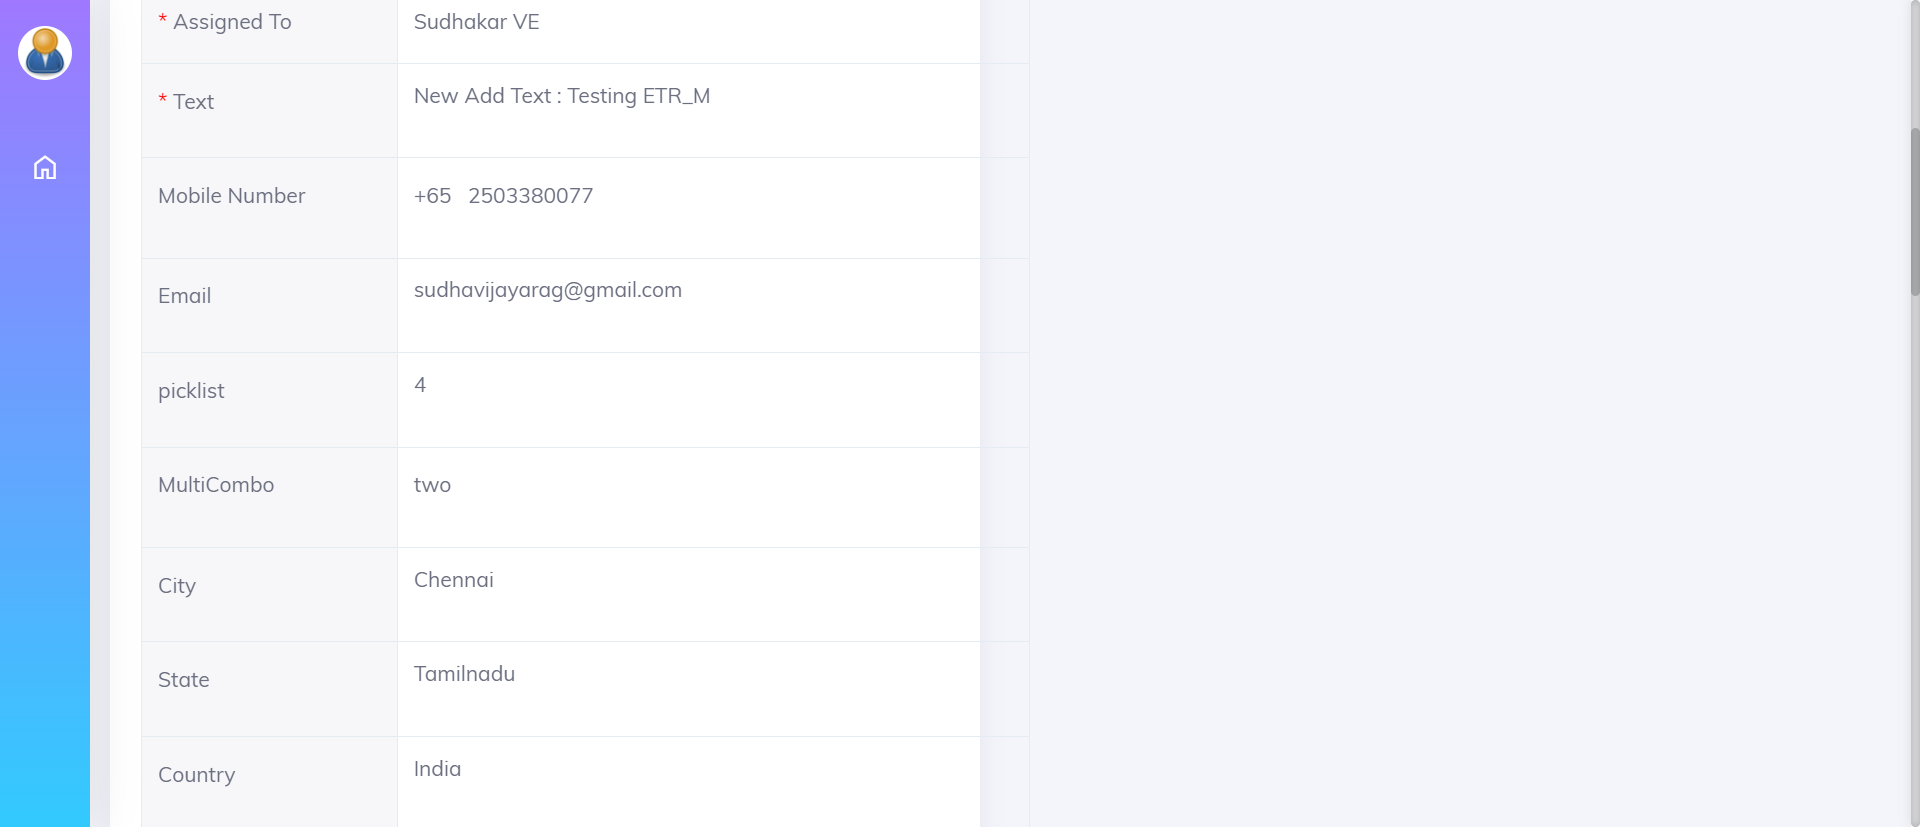 * Assigned To Sudhakar VE
* Text New Add Text : Testing ETR_M
Mobile Number +65 2503380077
Email sudhavijayarag@gmail.com
picklist 4
MultiCombo two
City Chennai
State Tamilnadu
Country India